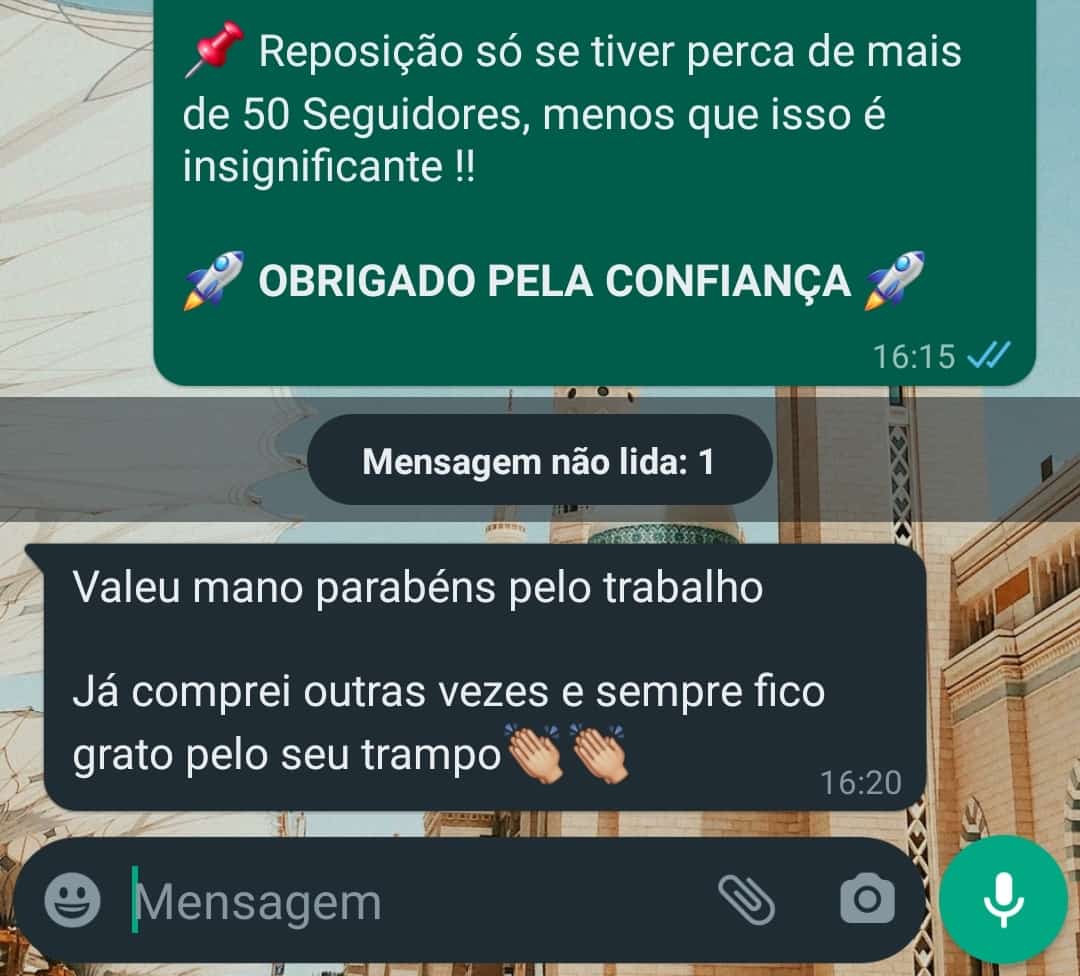 📌 Reposição só se tiver perca de mais
de 50 Seguidores, menos que isso é
insignificante !!
🚀 OBRIGADO PELA CONFIANÇA 🚀
16:15
Mensagem não lida: 1
Valeu mano parabéns pelo trabalho
Já comprei outras vezes e sempre fico
grato pelo seu trampo👏🏼👏🏼
16:20
Mensagem